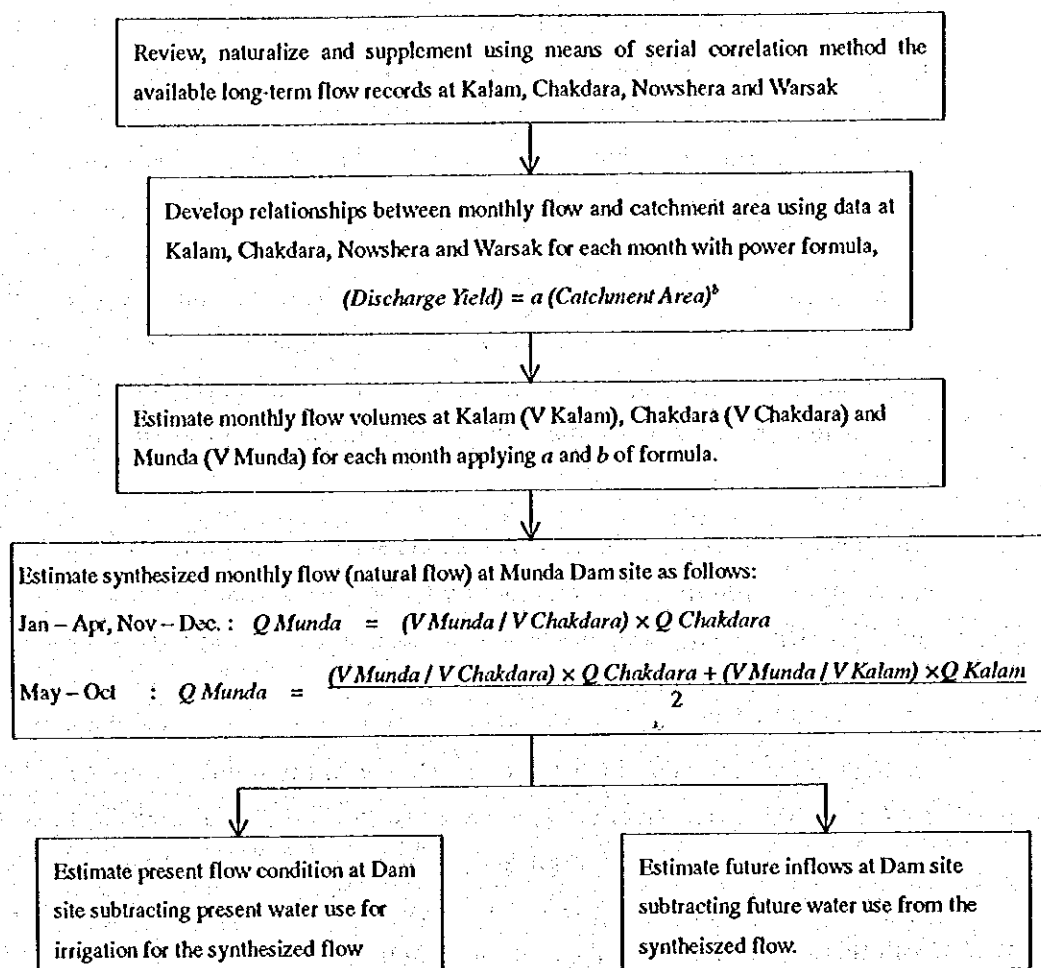 Review, naturalize and supplement using means of serial correlation method the
available long-term flow records at Kalam, Chakdara, Nowshera and Warsak
Develop relationships between monthly flow and catchment area using data at
Kalam, Chakdara, Nowshera and Warsak for each month with power formula,
(Discharge Yield) = a (Catchment Area)ᵇ
Estimate monthly flow volumes at Kalam (V Kalam), Chakdara (V Chakdara) and
Munda (V Munda) for each month applying a and b of formula.
Estimate synthesized monthly flow (natural flow) at Munda Dam site as follows:
Jan – Apr, Nov – Dec. : Q Munda = (V Munda / V Chakdara) × Q Chakdara
May – Oct : Q Munda = (V Munda / V Chakdara) × Q Chakdara + (V Munda / V Kalam) × Q Kalam
2
Estimate present flow condition at Dam
site subtracting present water use for
irrigation for the synthesized flow
Estimate future inflows at Dam site
subtracting future water use from the
syntheiszed flow.